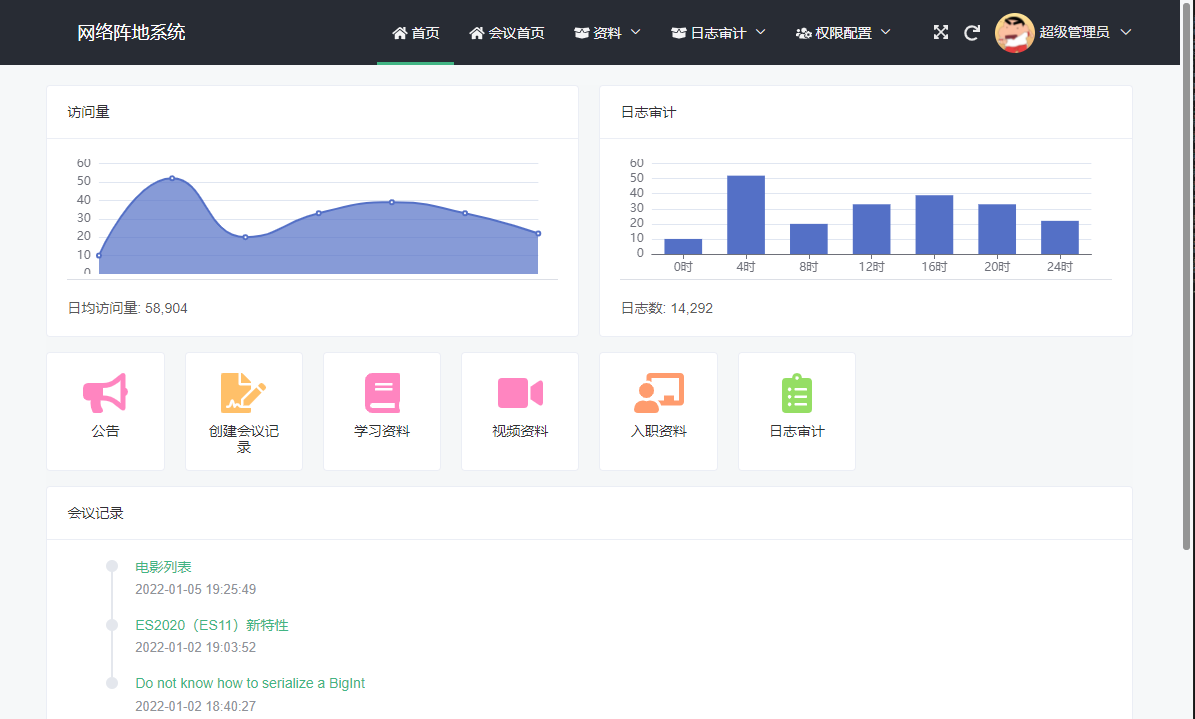 网络阵地系统
首页
会议首页
资料
日志审计
权限配置
超级管理员
访问量
60
50
40
30
20
10
0
日均访问量: 58,904
日志审计
60
50
40
30
20
10
0
0时 4时 8时 12时 16时 20时 24时
日志数: 14,292
公告
创建会议记
录
学习资料
视频资料
入职资料
日志审计
会议记录
电影列表
2022-01-05 19:25:49
ES2020（ES11）新特性
2022-01-02 19:03:52
Do not know how to serialize a BigInt
2022-01-02 18:40:27